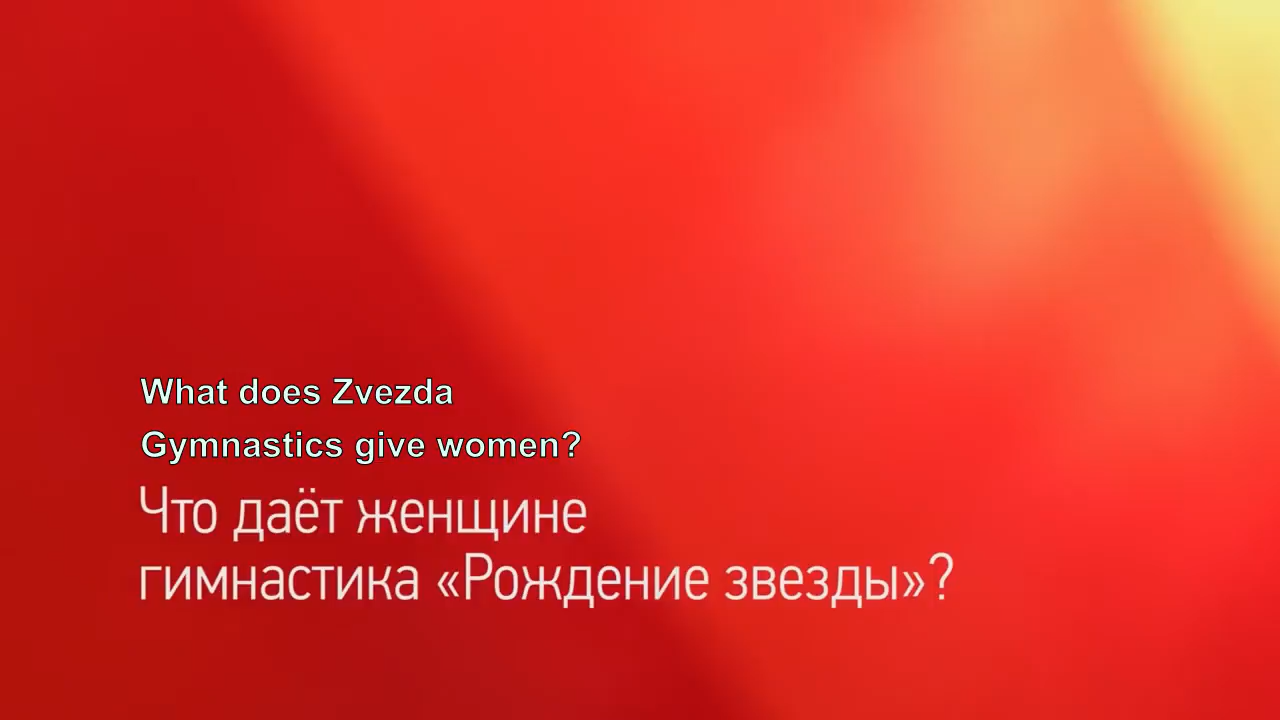 What does Zvezda
Gymnastics give women?
Что даёт женщине
гимнастика «Рождение звезды»?